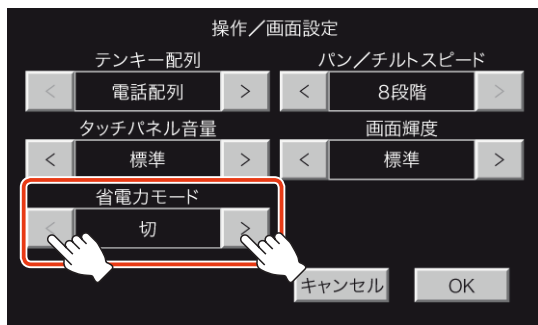 操作／画面設定
テンキー配列 パン／チルトスピード
< 電話配列 > < 8段階 >
タッチパネル音量 画面輝度
< 標準 > < 標準 >
省電力モード
< 切 >
キャンセル OK